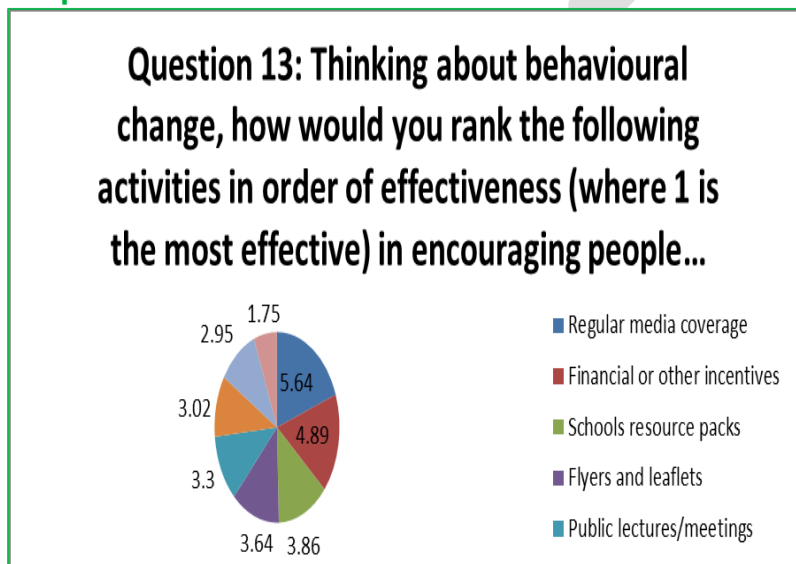 Question 13: Thinking about behavioural
change, how would you rank the following
activities in order of effectiveness (where 1 is
the most effective) in encouraging people…
1.75
2.95
5.64
3.02
4.89
3.3
3.64
3.86
Regular media coverage
Financial or other incentives
Schools resource packs
Flyers and leaflets
Public lectures/meetings